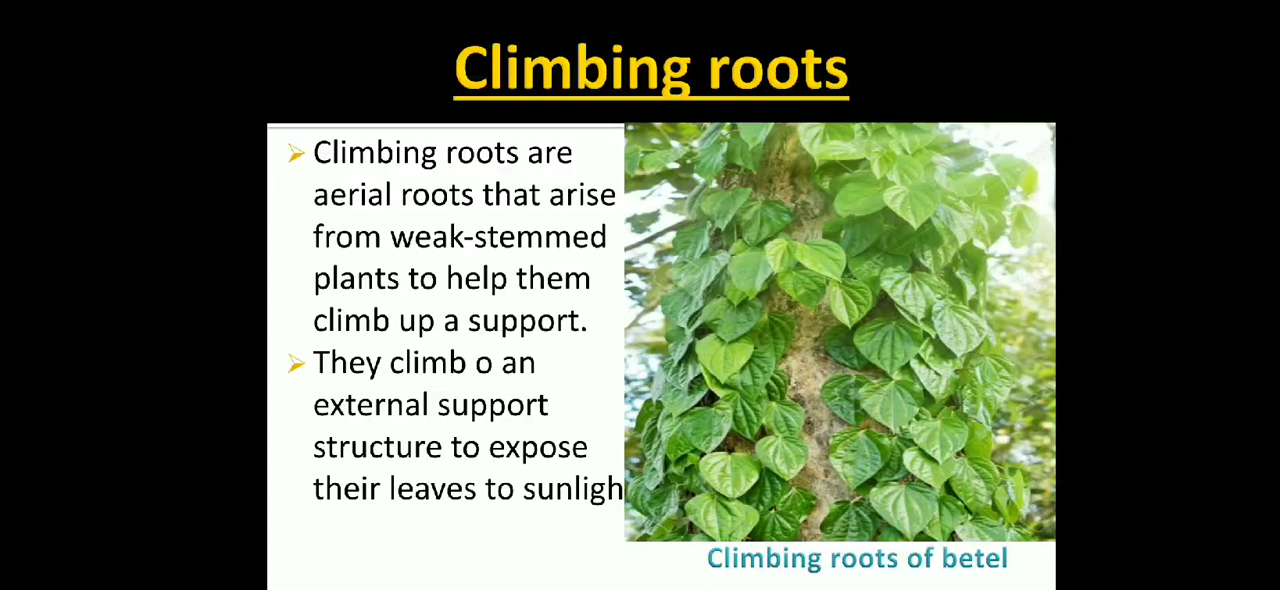 Climbing roots
➢ Climbing roots are
aerial roots that arise
from weak-stemmed
plants to help them
climb up a support.
➢ They climb o an
external support
structure to expose
their leaves to sunligh
Climbing roots of betel